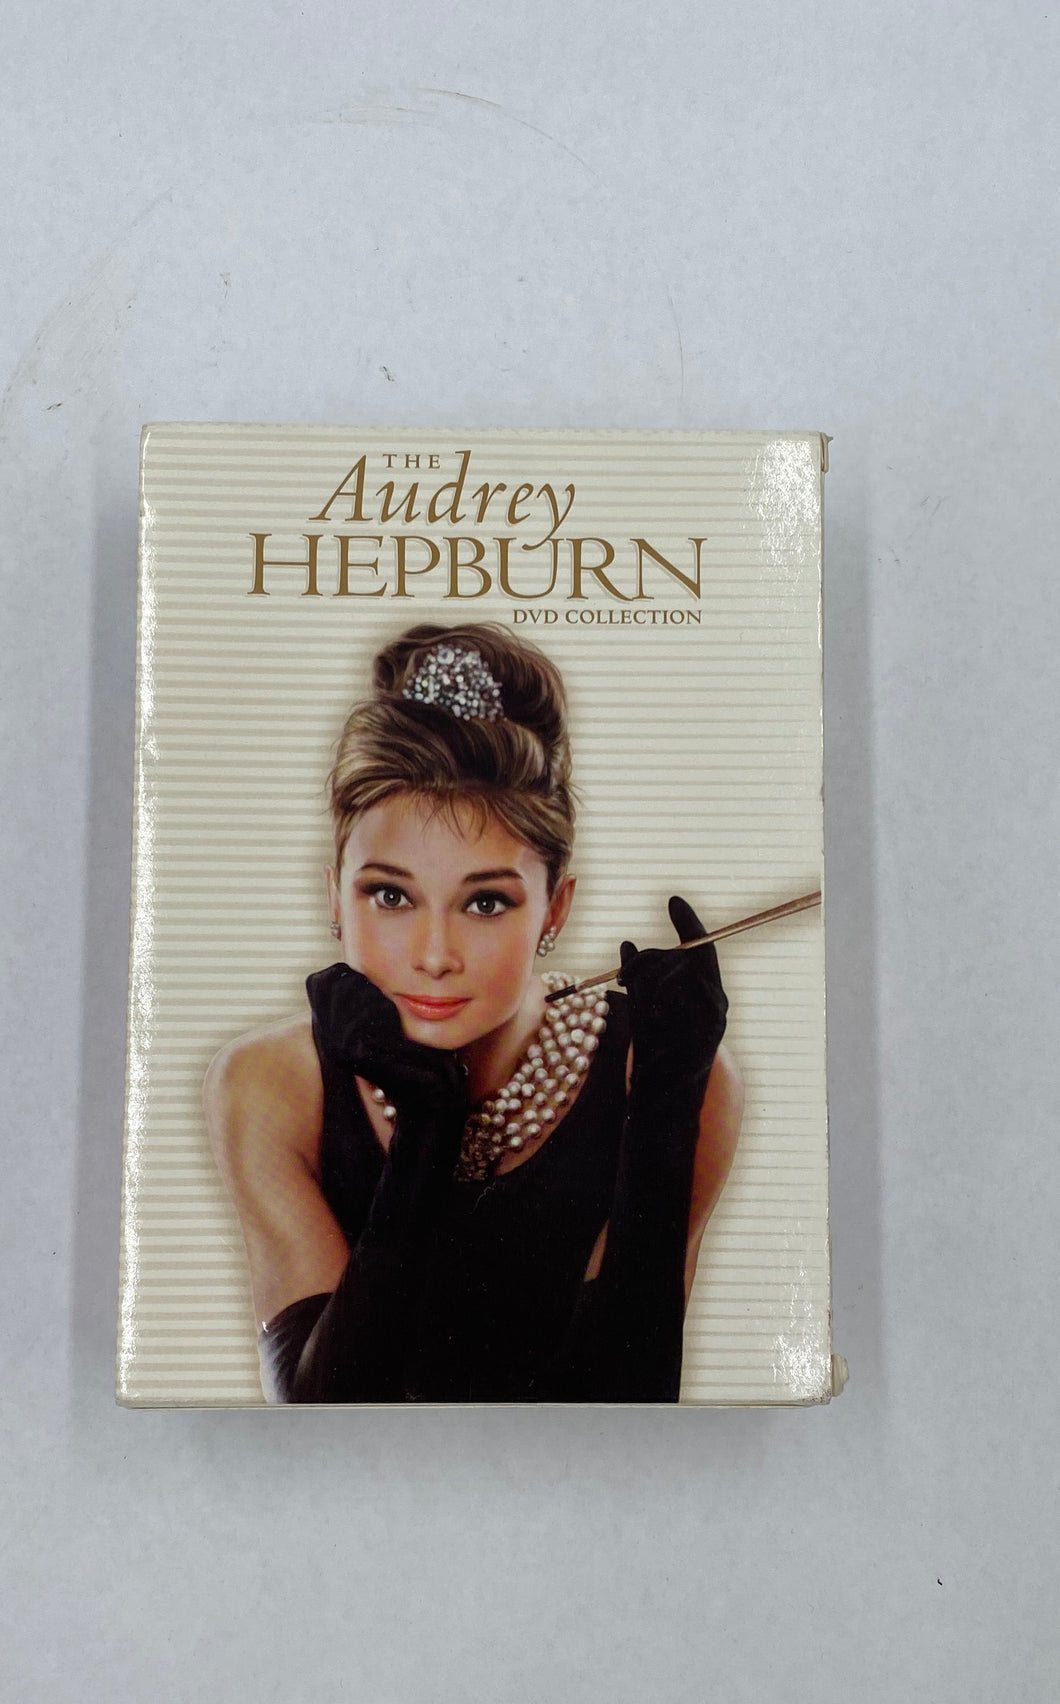 THE
Audrey
HEPBURN
DVD COLLECTION